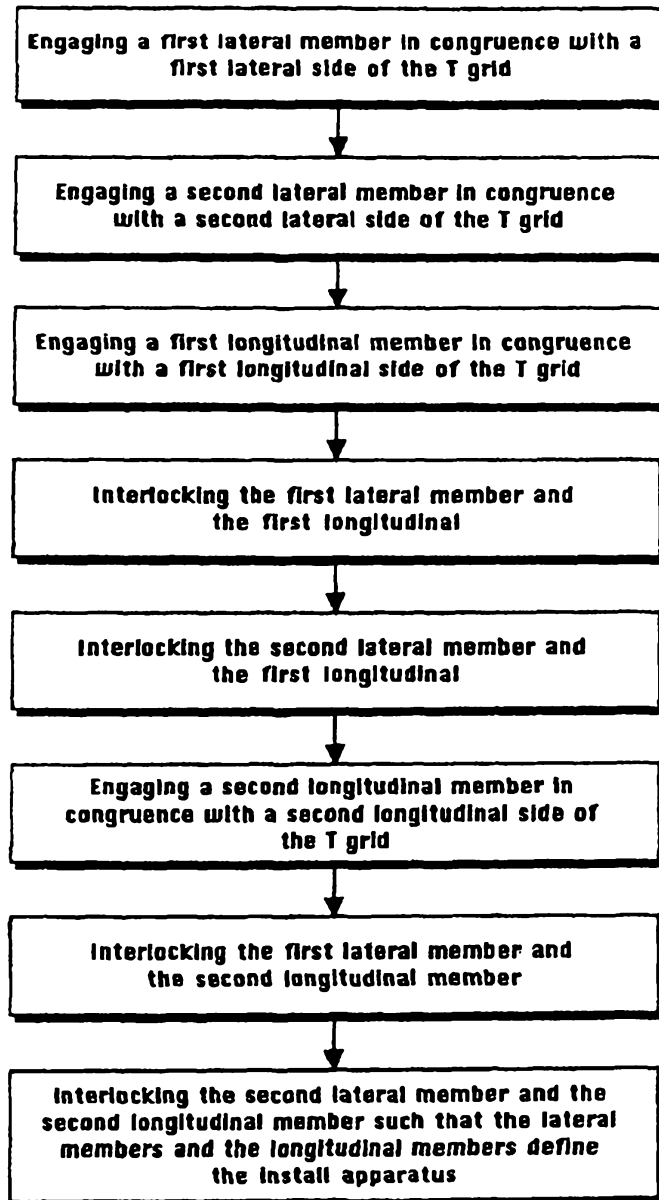 Engaging a first lateral member in congruence with a
first lateral side of the T grid
Engaging a second lateral member in congruence
with a second lateral side of the T grid
Engaging a first longitudinal member in congruence
with a first longitudinal side of the T grid
Interlocking the first lateral member and
the first longitudinal
Interlocking the second lateral member and
the first longitudinal
Engaging a second longitudinal member in
congruence with a second longitudinal side of
the T grid
Interlocking the first lateral member and
the second longitudinal member
Interlocking the second lateral member and the
second longitudinal member such that the lateral
members and the longitudinal members define
the install apparatus